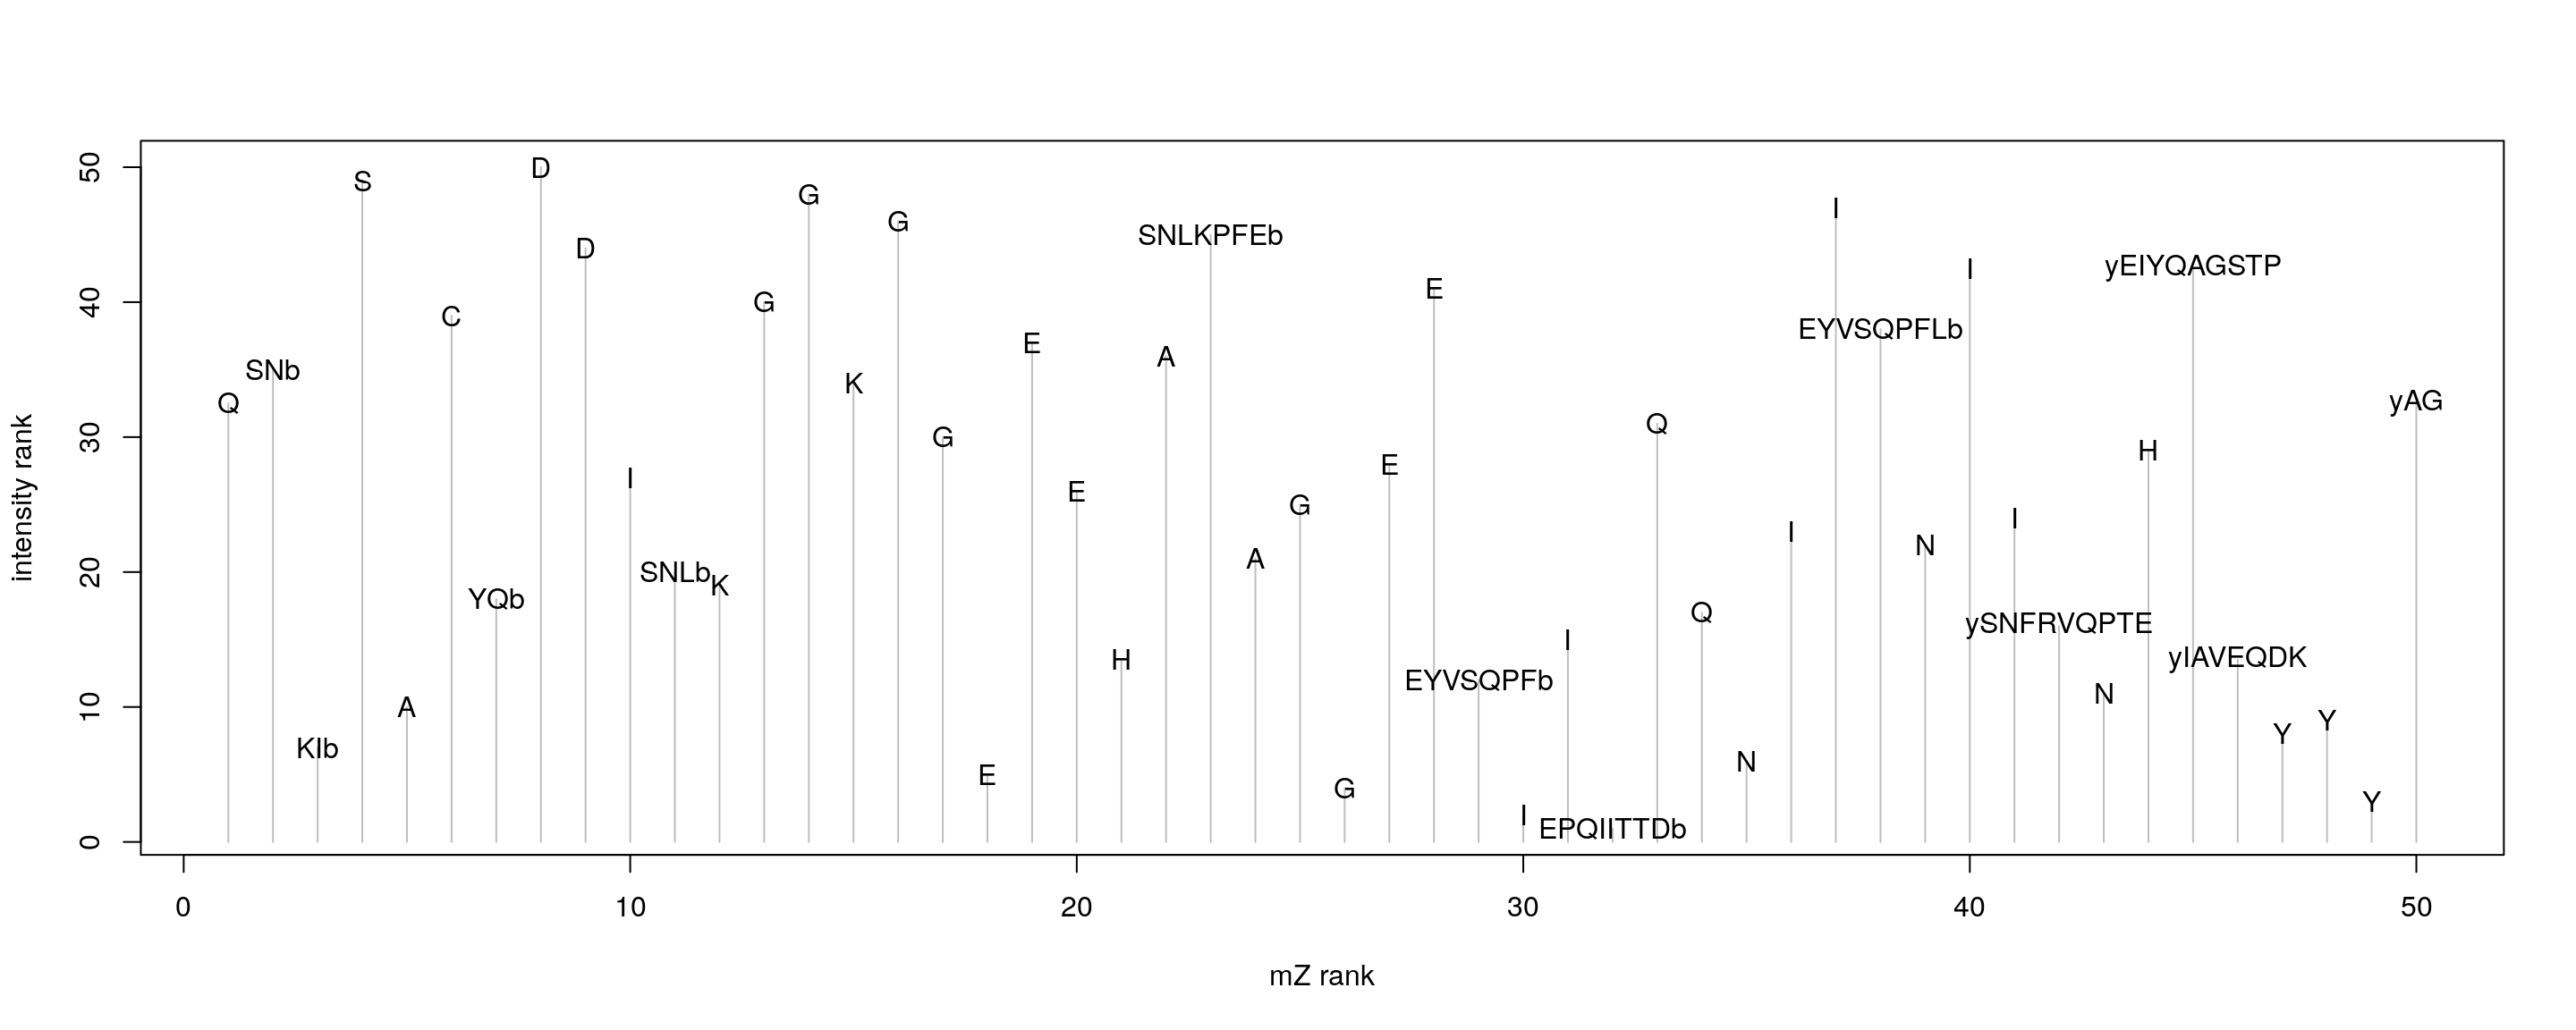 50
D
S
G
I
G
SNLKPFEb
D
I
yEIYQAGSTP
E
40
G
C
EYVSQPFLb
E
A
SNb
K
Q
yAG
Q
30
G
H
E
I
E
G
I
I
N
A
20
SNLb
K
YQb
Q
ySNFRVQPTE
I
H
yIAVEQDK
EYVSQPFb
N
10
A
Y
Y
KIb
N
E
G
Y
I
EPQIITTDb
0
intensity rank
0 10 20 30 40 50
mZ rank